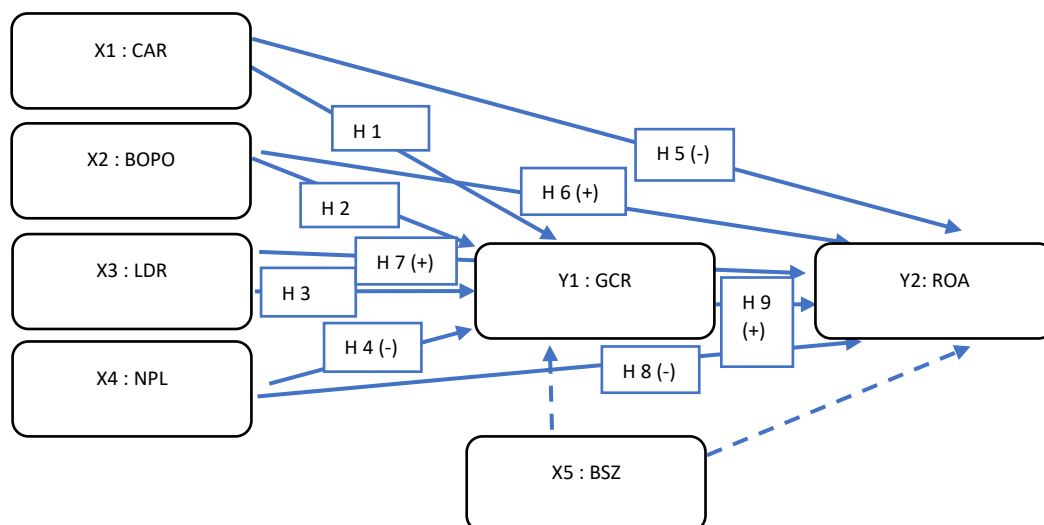 X1 : CAR
H 1
X2 : BOPO
H 5 (-)
H 2
H 6 (+)
X3 : LDR
H 7 (+)
H 3
Y1 : GCR
Y2: ROA
H 9
(+)
H 4 (-)
X4 : NPL
H 8 (-)
X5 : BSZ